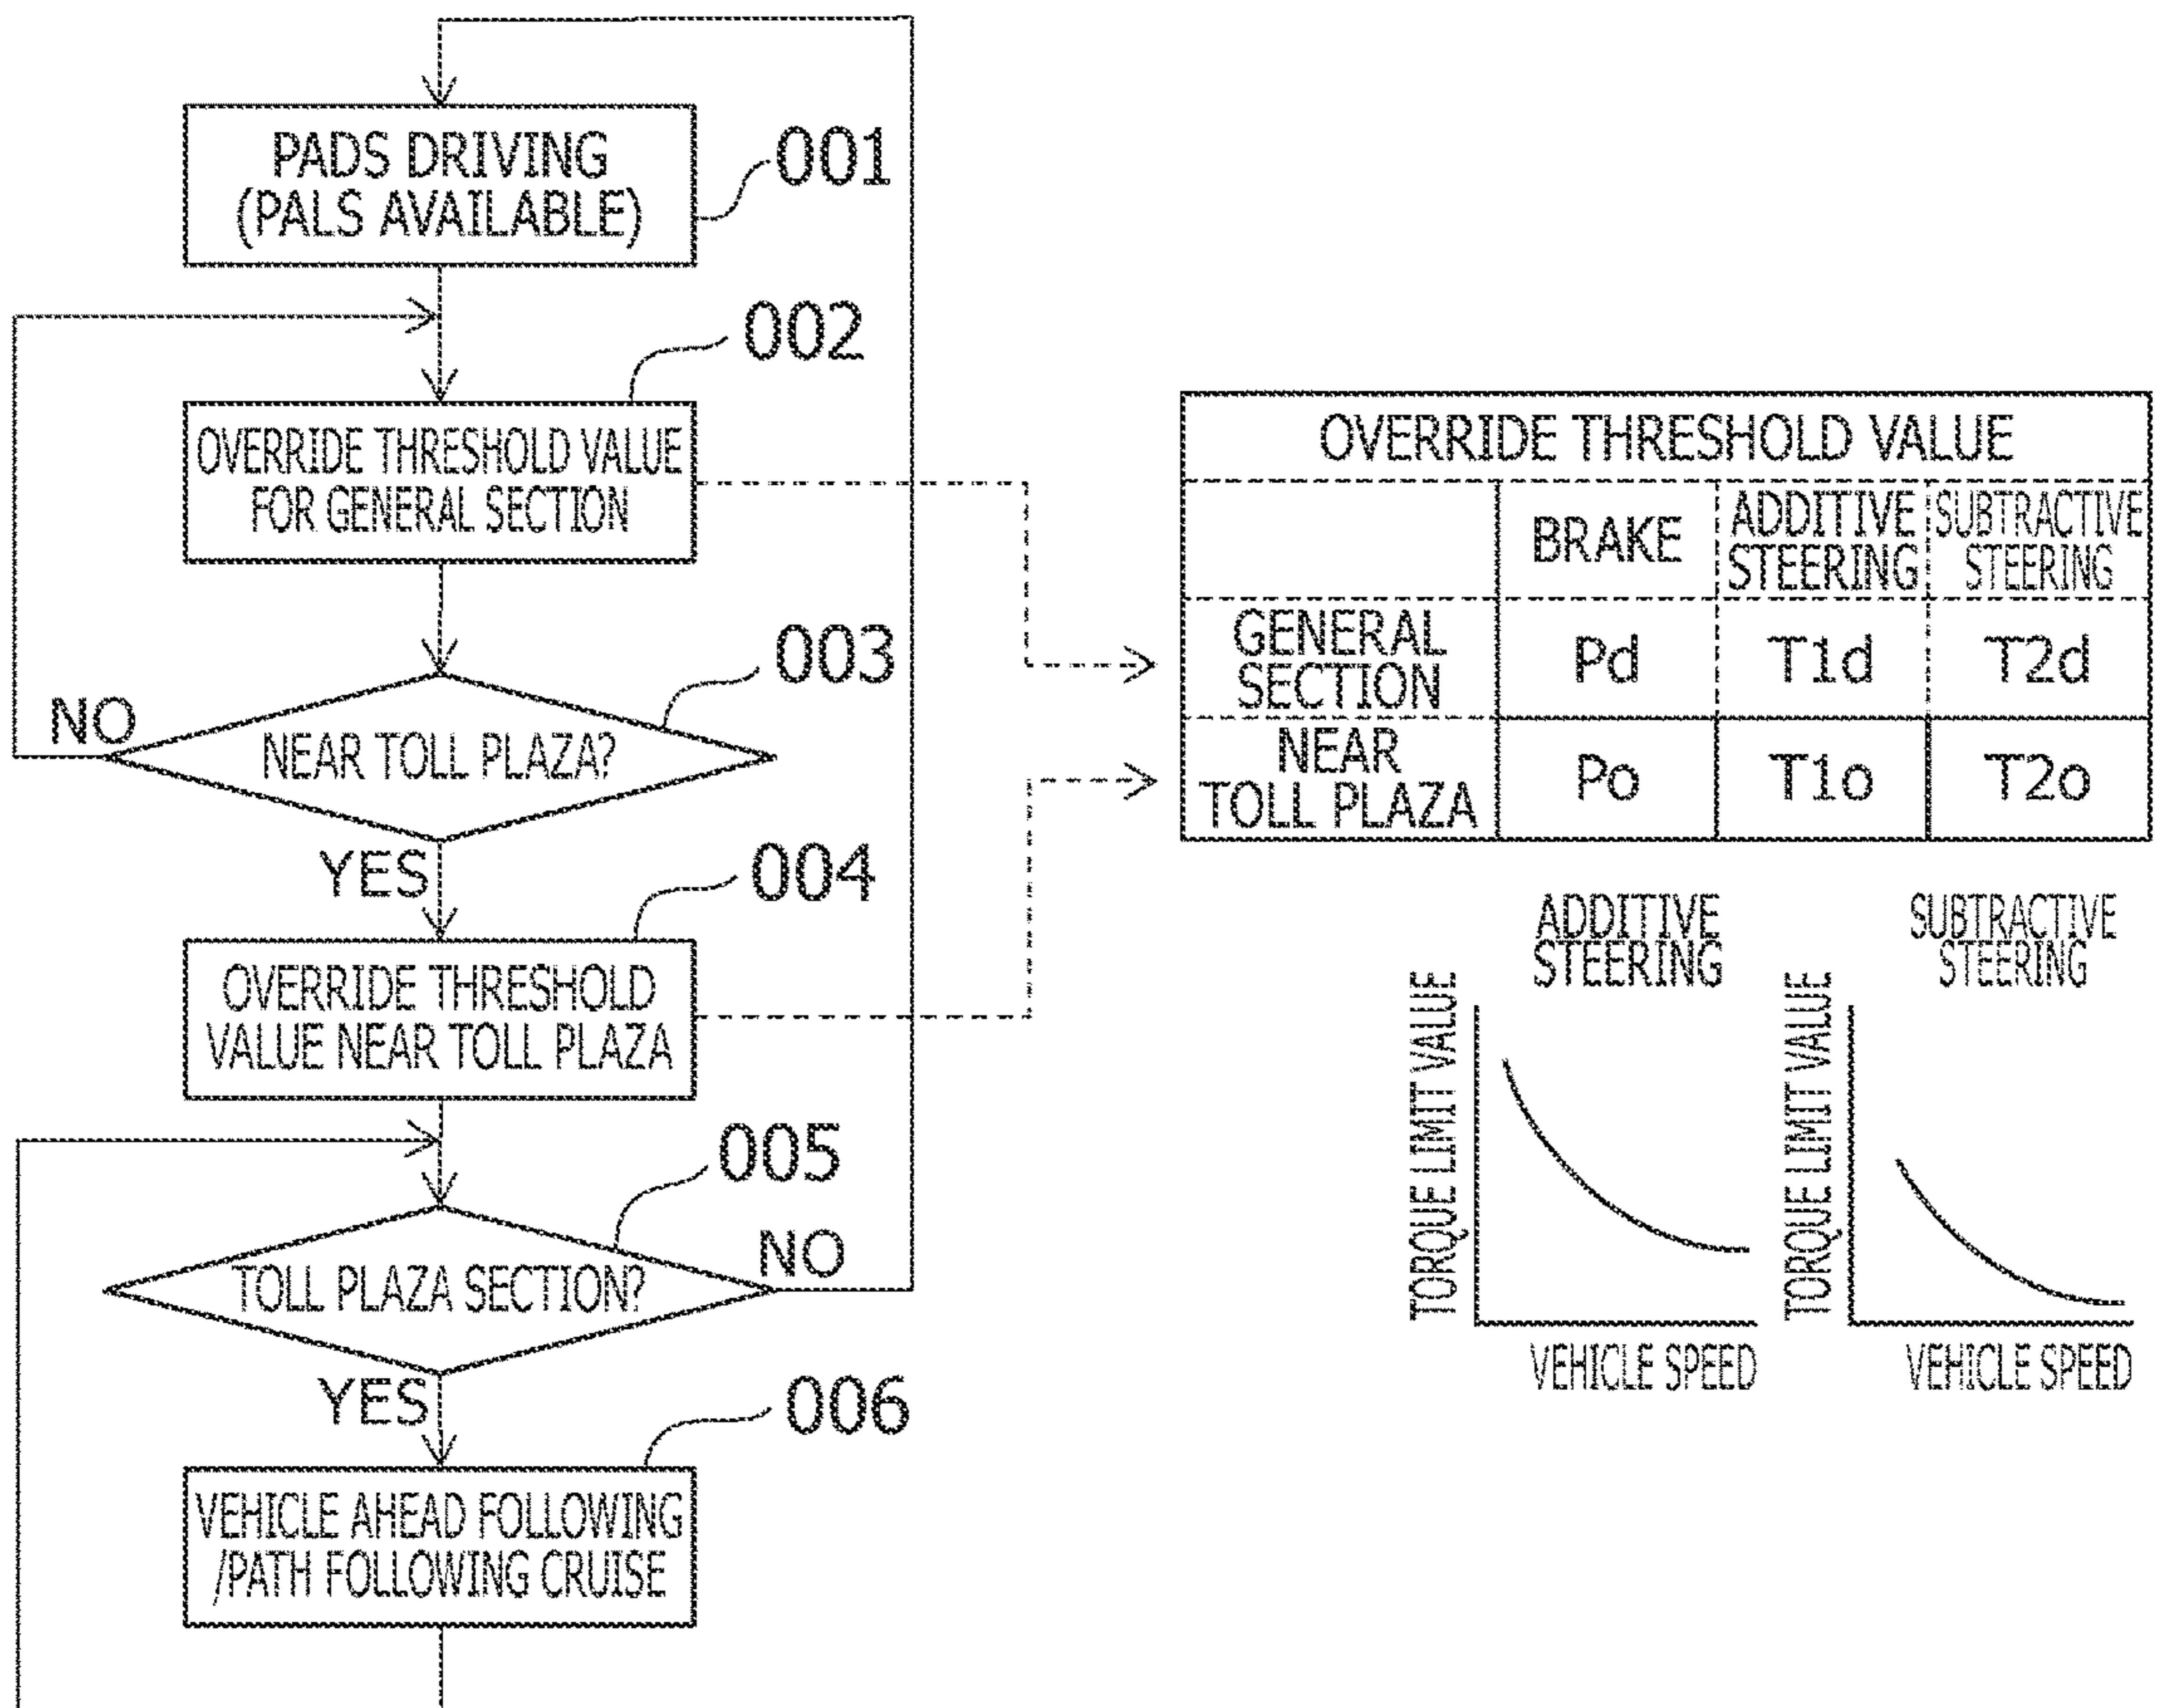 PADS DRIVING
(PALS AVAILABLE)
001
002
OVERRIDE THRESHOLD VALUE
FOR GENERAL SECTION
003
NO
NEAR TOLL PLAZA?
YES
004
OVERRIDE THRESHOLD
VALUE NEAR TOLL PLAZA
005
NO
TOLL PLAZA SECTION?
YES
006
VEHICLE AHEAD FOLLOWING
/PATH FOLLOWING CRUISE
OVERRIDE THRESHOLD VALUE
BRAKE
ADDITIVE
STEERING
SUBTRACTIVE
STEERING
GENERAL
SECTION
Pd
T1d
T2d
NEAR
TOLL PLAZA
Po
T1o
T2o
ADDITIVE
STEERING
TORQUE LIMIT VALUE
VEHICLE SPEED
SUBTRACTIVE
STEERING
TORQUE LIMIT VALUE
VEHICLE SPEED